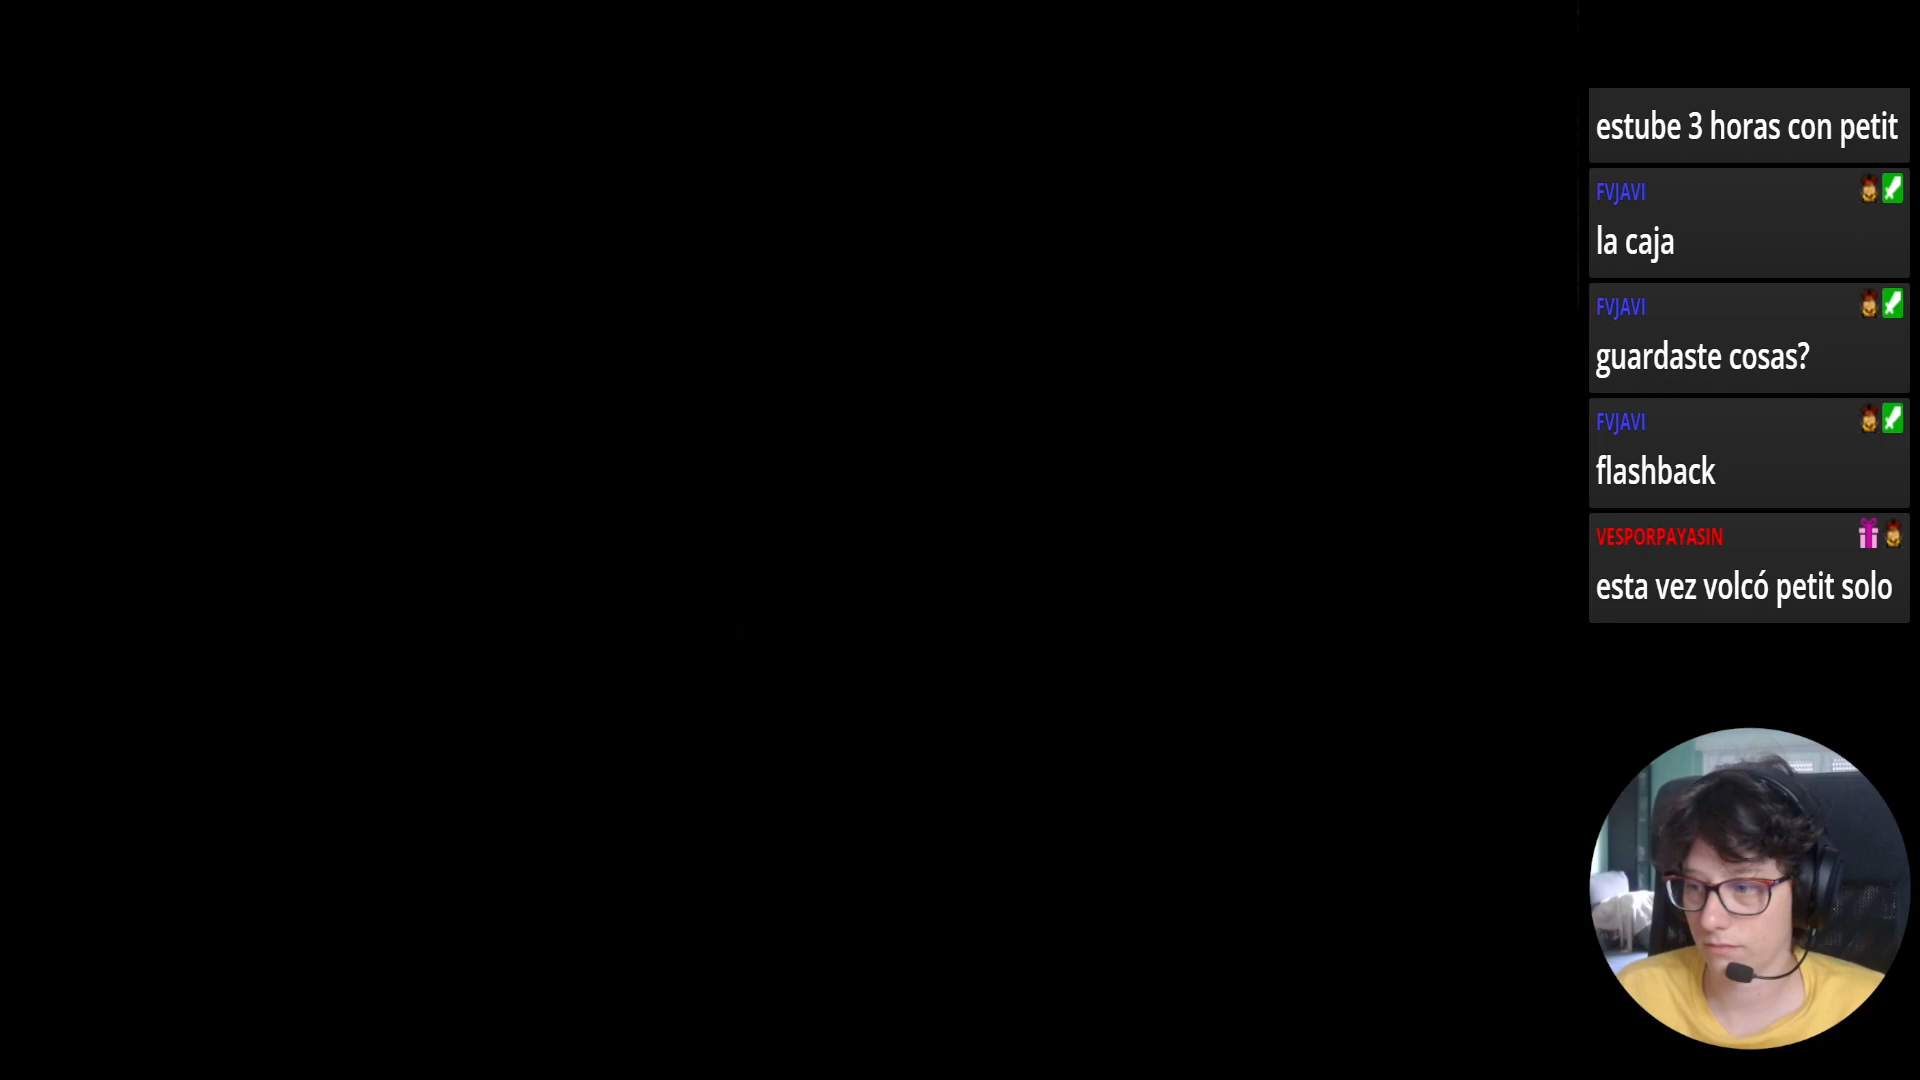 estube 3 horas con petit
FVJAVI
la caja
FVJAVI
guardaste cosas?
FVJAVI
flashback
VESPORPAYASIN
esta vez volcó petit solo